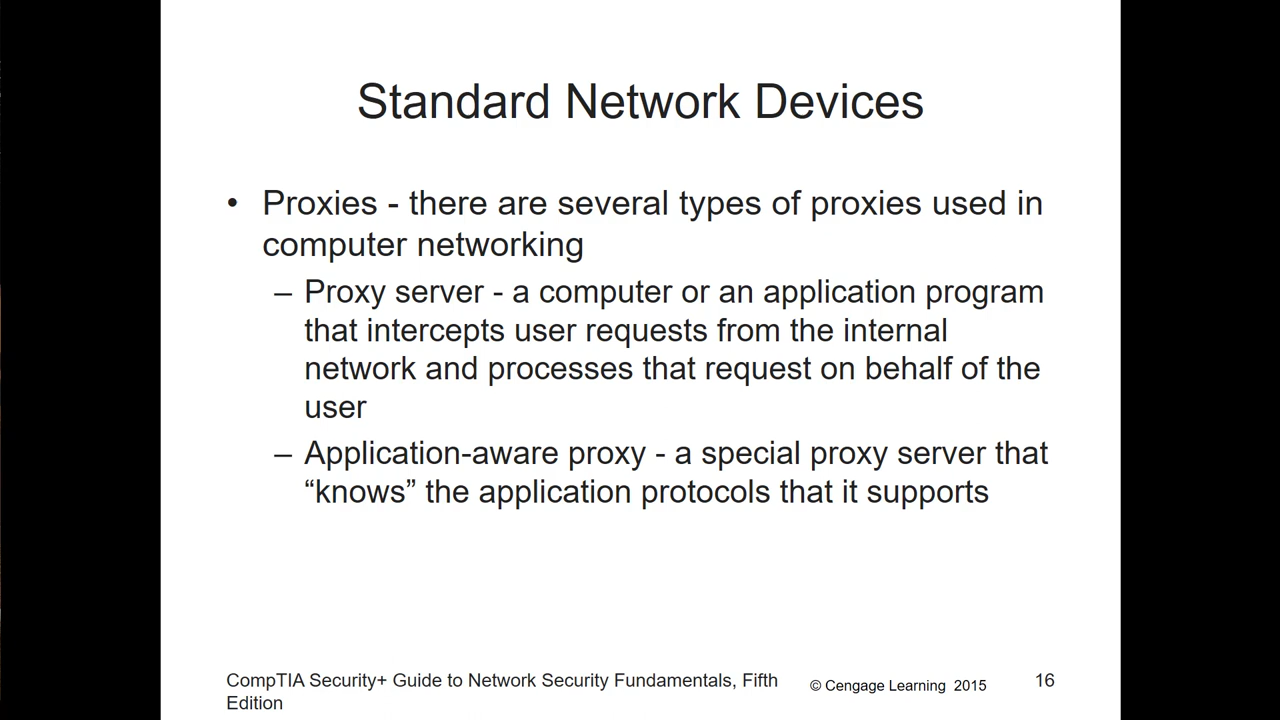 Standard Network Devices
• Proxies - there are several types of proxies used in
computer networking
– Proxy server - a computer or an application program
that intercepts user requests from the internal
network and processes that request on behalf of the
user
– Application-aware proxy - a special proxy server that
“knows” the application protocols that it supports
CompTIA Security+ Guide to Network Security Fundamentals, Fifth
Edition
© Cengage Learning 2015
16